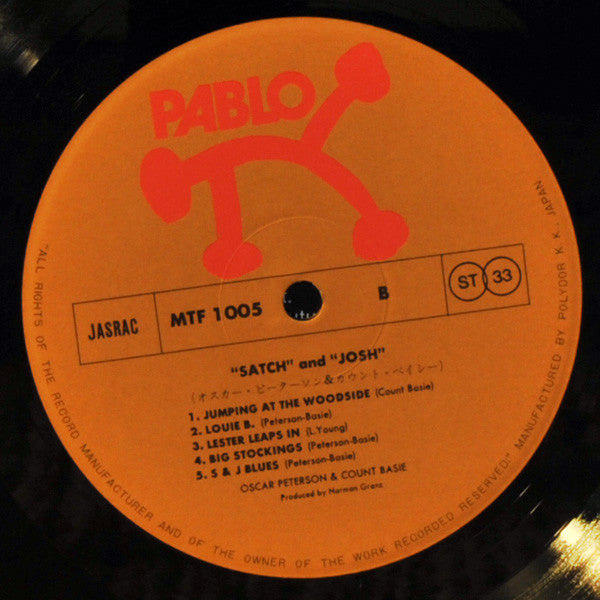 PABLO
JASRAC
MTF 1005
B
ST 33
"SATCH" and "JOSH"
(オスカー・ピーターソン&カウント・ベイシー)
1. JUMPING AT THE WOODSIDE (Count Basie)
2. LOUIE B. (Peterson-Basie)
3. LESTER LEAPS IN (L.Young)
4. BIG STOCKINGS (Peterson-Basie)
5. S & J BLUES (Peterson-Basie)
OSCAR PETERSON & COUNT BASIE
Produced by Norman Granz
"ALL RIGHTS OF THE RECORD MANUFACTURER AND OF THE OWNER OF THE WORK RECORDED RESERVED." MANUFACTURED BY POLYDOR K.K. JAPAN